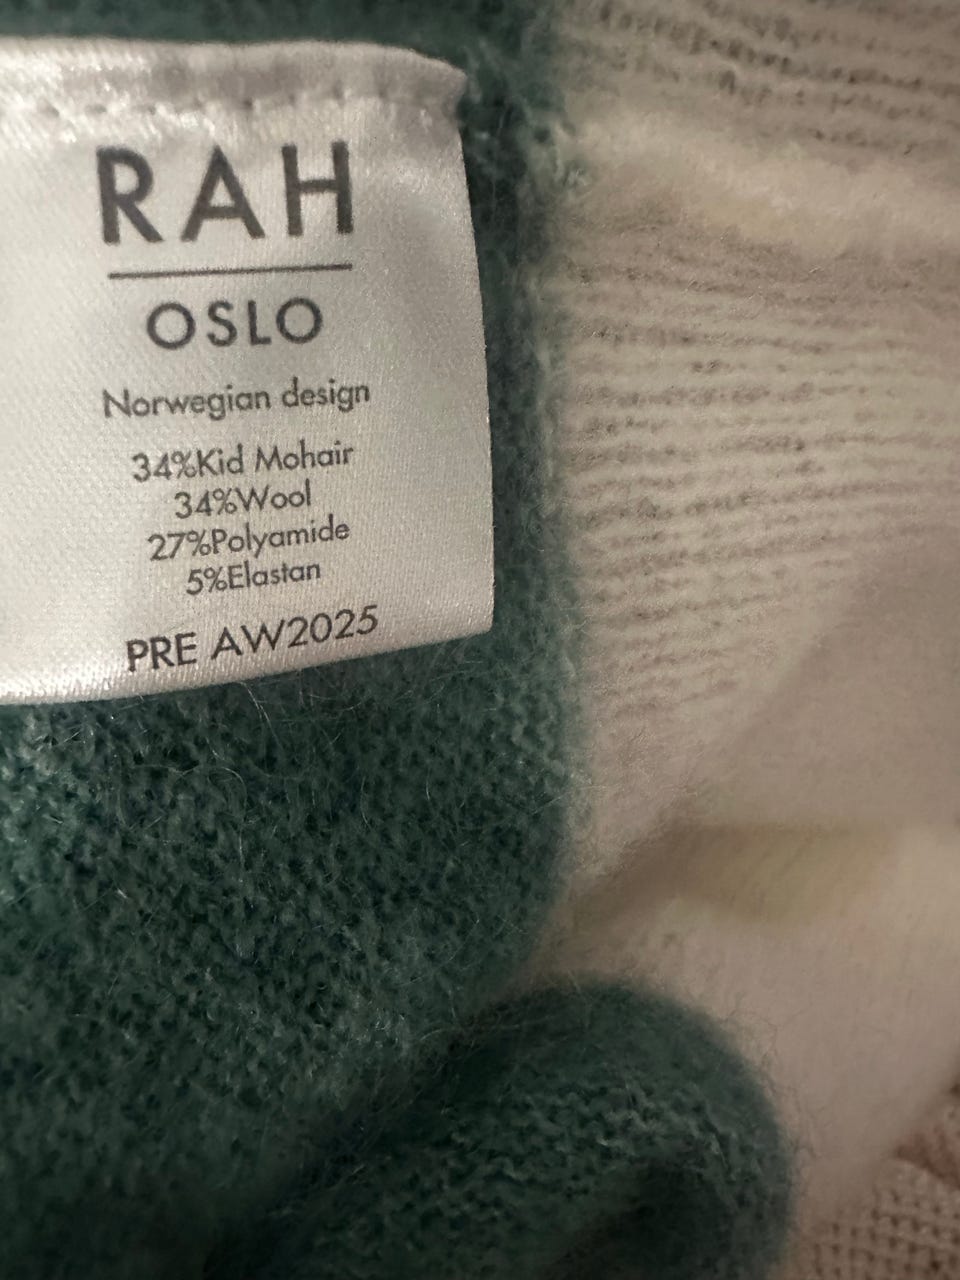 RAH
OSLO
Norwegian design
34%Kid Mohair
34%Wool
27%Polyamide
5%Elastan
PRE AW2025